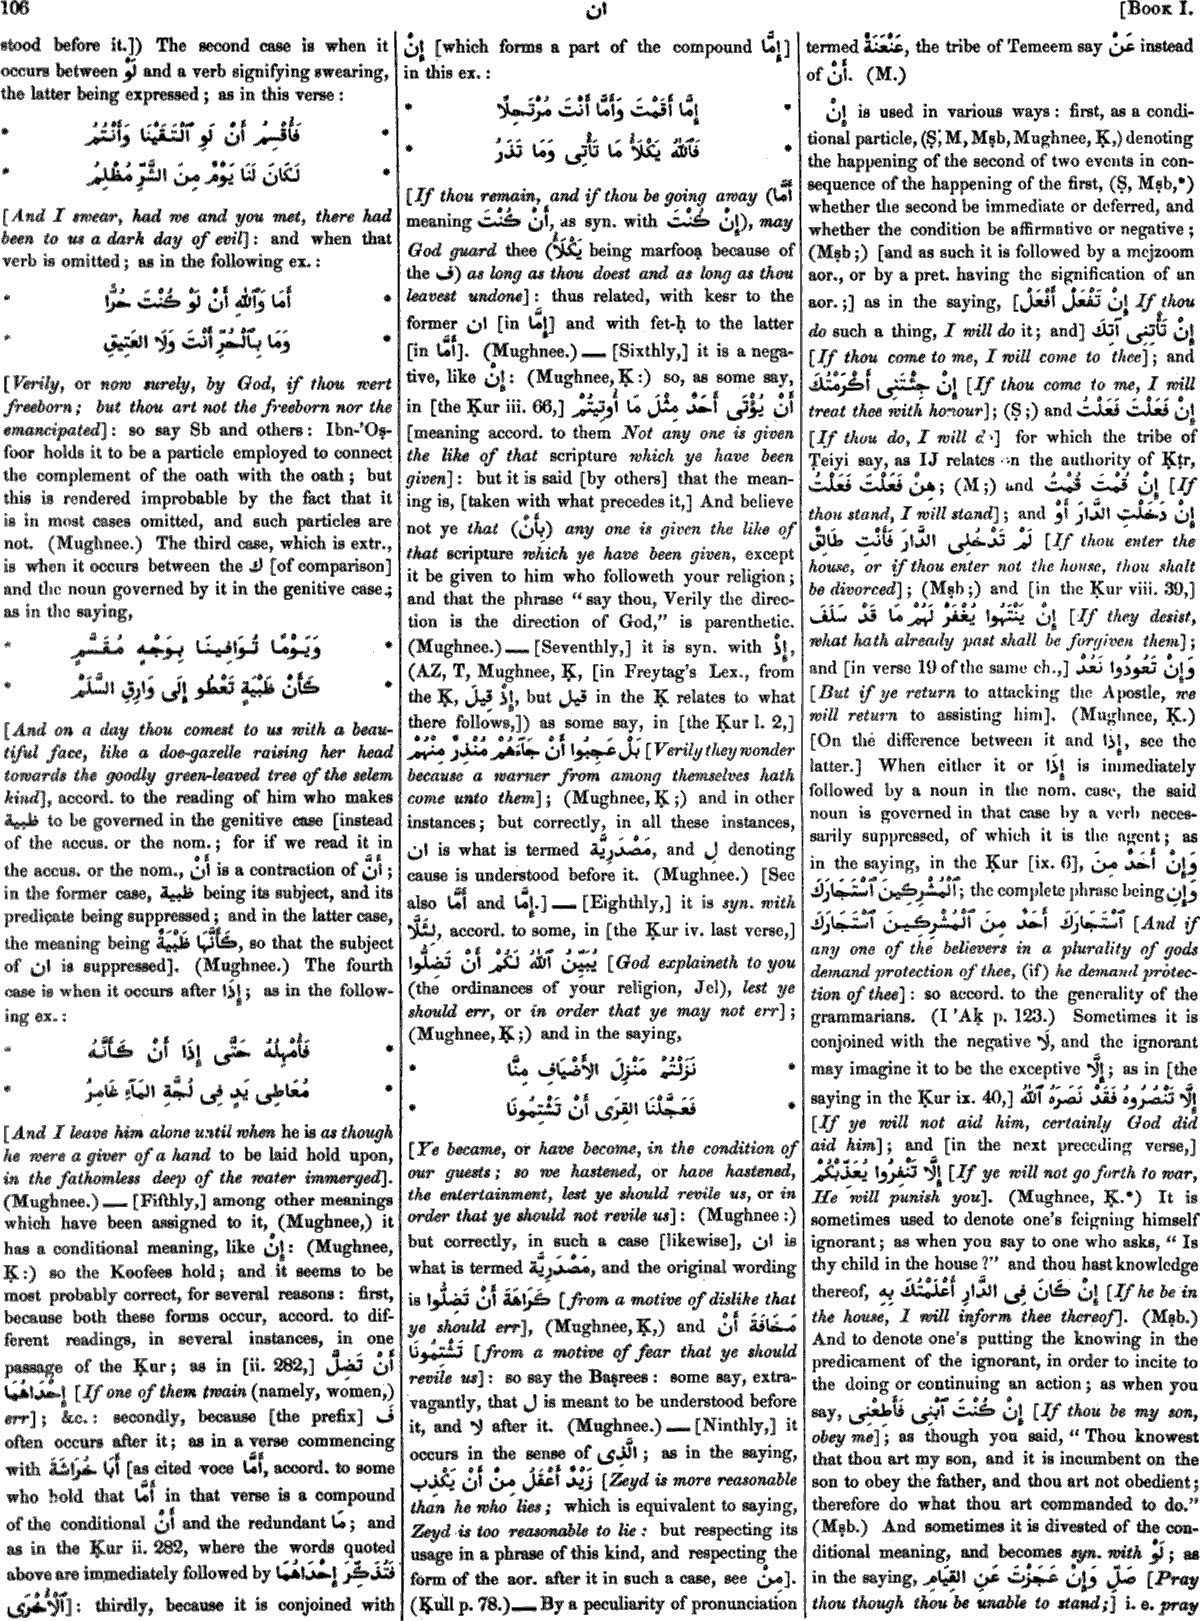 106
ان
[Book I.
stood before it.]) The second case is when it
occurs between لَوْ and a verb signifying swearing,
the latter being expressed; as in this verse:
* فَأُقْسِمُ أَنْ لَوِ ٱلْتَقَيْنَا وَأَنْتُمُ *
* لَكَانَ لَنَا يَوْمٌ مِنَ الشَّرِّ مُظْلِمُ *
[And I swear, had we and you met, there had
been to us a dark day of evil]: and when that
verb is omitted; as in the following ex.:
* أَمَا وَٱللّٰهِ أَنْ لَوْ كُنْتَ حُرًّا *
* وَمَا بِٱلْحُرِّ أَنْتَ وَلَا العَتِيقِ *
[Verily, or now surely, by God, if thou wert
freeborn; but thou art not the freeborn nor the
emancipated]: so say Sb and others: Ibn-'Oṣ-
foor holds it to be a particle employed to connect
the complement of the oath with the oath; but
this is rendered improbable by the fact that it
is in most cases omitted, and such particles are
not. (Mughnee.) The third case, which is extr.,
is when it occurs between the ك [of comparison]
and the noun governed by it in the genitive case;
as in the saying,
* وَيَوْمًا تُوَافِينَا بِوَجْهٍ مُقَسَّمٍ *
* كَأَنْ ظَبْيَةٍ تَعْطُو إِلَى وَارِقِ السَّلَمْ *
[And on a day thou comest to us with a beau-
tiful face, like a doe-gazelle raising her head
towards the goodly green-leaved tree of the selem
kind], accord. to the reading of him who makes
ظبية to be governed in the genitive case [instead
of the accus. or the nom.; for if we read it in
the accus. or the nom., أَنْ is a contraction of أَنَّ;
in the former case, ظبية being its subject, and its
predicate being suppressed; and in the latter case,
the meaning being كَأَنَّهَا ظَبْيَةٌ, so that the subject
of ان is suppressed]. (Mughnee.) The fourth
case is when it occurs after إِذَا; as in the follow-
ing ex.:
* فَأُمْهِلُهُ حَتَّى إِذَا أَنْ كَأَنَّهُ *
* مُعَاطِى يَدٍ فِى لُجَّةِ المَآءِ غَامِرُ *
[And I leave him alone until when he is as though
he were a giver of a hand to be laid hold upon,
in the fathomless deep of the water immerged].
(Mughnee.) — [Fifthly,] among other meanings
which have been assigned to it, (Mughnee,) it
has a conditional meaning, like إِنْ: (Mughnee,
Ḳ:) so the Koofees hold; and it seems to be
most probably correct, for several reasons: first,
because both these forms occur, accord. to dif-
ferent readings, in several instances, in one
passage of the Ḳur; as in [ii. 282,] أَنْ تَضِلَّ
إِحْدَاهُمَا [If one of them twain (namely, women,)
err]; &c.: secondly, because [the prefix] فَ
often occurs after it; as in a verse commencing
with أَبَا خُرَاشَةَ [as cited voce أَمَّا, accord. to some
who hold that أَمَّا in that verse is a compound
of the conditional أَنْ and the redundant مَا; and
as in the Ḳur ii. 282, where the words quoted
above are immediately followed by فَتُذَكِّرَ إِحْدَاهُمَا
ٱلْأُخْرَى]: thirdly, because it is conjoined with
إِنْ [which forms a part of the compound إِمَّا]
in this ex.:
* إِمَّا أَقَمْتَ وَأَمَّا أَنْتَ مُرْتَحِلًا *
* فَٱللّٰهُ يَكْلَأُ مَا تَأْتِى وَمَا تَذَرُ *
[If thou remain, and if thou be going away (أَمَّا
meaning أَنْ كُنْتَ, as syn. with إِنْ كُنْتَ), may
God guard thee (يَكْلَأُ being marfooạ because of
the ف) as long as thou doest and as long as thou
leavest undone]: thus related, with kesr to the
former ان [in إِمَّا] and with fet-ḥ to the latter
[in أَمَّا]. (Mughnee.) — [Sixthly,] it is a nega-
tive, like إِنْ: (Mughnee, Ḳ:) so, as some say,
in [the Ḳur iii. 66,] أَنْ يُؤْتَى أَحَدٌ مِثْلَ مَا أُوتِيتُمْ
[meaning accord. to them Not any one is given
the like of that scripture which ye have been
given]: but it is said [by others] that the mean-
ing is, [taken with what precedes it,] And believe
not ye that (بِأَنْ) any one is given the like of
that scripture which ye have been given, except
it be given to him who followeth your religion;
and that the phrase "say thou, Verily the direc-
tion is the direction of God," is parenthetic.
(Mughnee.) — [Seventhly,] it is syn. with إِذْ,
(AZ, T, Mughnee, Ḳ, [in Freytag's Lex., from
the Ḳ, إِذْ قِيلَ, but قيل in the Ḳ relates to what
there follows,]) as some say, in [the Ḳur l. 2,]
بَلْ عَجِبُوا أَنْ جَآءَهُمْ مُنْذِرٌ مِنْهُمْ [Verily they wonder
because a warner from among themselves hath
come unto them]; (Mughnee, Ḳ;) and in other
instances; but correctly, in all these instances,
ان is what is termed مَصْدَرِيَّة, and لِ denoting
cause is understood before it. (Mughnee.) [See
also أَمَّا and إِمَّا.] — [Eighthly,] it is syn. with
لِئَلَّا, accord. to some, in [the Ḳur iv. last verse,]
يُبَيِّنُ ٱللّٰهُ لَكُمْ أَنْ تَضِلُّوا [God explaineth to you
(the ordinances of your religion, Jel), lest ye
should err, or in order that ye may not err];
(Mughnee, Ḳ;) and in the saying,
* نَزَلْتُمْ مَنْزِلَ الأَضْيَافِ مِنَّا *
* فَعَجَّلْنَا القِرَى أَنْ تَشْتِمُونَا *
[Ye became, or have become, in the condition of
our guests; so we hastened, or have hastened,
the entertainment, lest ye should revile us, or in
order that ye should not revile us]: (Mughnee:)
but correctly, in such a case [likewise], ان is
what is termed مَصْدَرِيَّة, and the original wording
is كَرَاهَةَ أَنْ تَضِلُّوا [from a motive of dislike that
ye should err], (Mughnee, Ḳ,) and مَخَافَةَ أَنْ
تَشْتِمُونَا [from a motive of fear that ye should
revile us]: so say the Baṣrees: some say, extra-
vagantly, that لِ is meant to be understood before
it, and لا after it. (Mughnee.) — [Ninthly,] it
occurs in the sense of الَّذِى; as in the saying,
زَيْدٌ أَعْقَلُ مِنْ أَنْ يَكْذِبَ [Zeyd is more reasonable
than he who lies; which is equivalent to saying,
Zeyd is too reasonable to lie: but respecting its
usage in a phrase of this kind, and respecting the
form of the aor. after it in such a case, see مِنْ].
(Ḳull p. 78.) — By a peculiarity of pronunciation
termed عَنْعَنَةٌ, the tribe of Temeem say عَنْ instead
of أَنْ. (M.)
إِنْ is used in various ways: first, as a condi-
tional particle, (Ṣ, M, Mṣb, Mughnee, Ḳ,) denoting
the happening of the second of two events in con-
sequence of the happening of the first, (Ṣ, Mṣb,*)
whether the second be immediate or deferred, and
whether the condition be affirmative or negative;
(Mṣb;) [and as such it is followed by a mejzoom
aor., or by a pret. having the signification of an
aor.;] as in the saying, [إِنْ تَفْعَلْ أَفْعَلْ If thou
do such a thing, I will do it; and] إِنْ تَأْتِنِى آتِكَ
[If thou come to me, I will come to thee]; and
إِنْ جِئْتَنِى أَكْرَمْتُكَ [If thou come to me, I will
treat thee with honour]; (Ṣ;) and إِنْ فَعَلْتَ فَعَلْتُ
[If thou do, I will do] for which the tribe of
Ṭeiyi say, as IJ relates on the authority of Ḳṭr,
هِنْ فَعَلْتَ فَعَلْتُ; (M;) and إِنْ قُمْتَ قُمْتُ [If
thou stand, I will stand]; and إِنْ دَخَلْتِ الدَّارَ أَوْ
لَمْ تَدْخُلِى الدَّارَ فَأَنْتِ طَالِقٌ [If thou enter the
house, or if thou enter not the house, thou shalt
be divorced]; (Mṣb;) and [in the Ḳur viii. 39,]
إِنْ يَنْتَهُوا يُغْفَرْ لَهُمْ مَا قَدْ سَلَفَ [If they desist,
what hath already past shall be forgiven them];
and [in verse 19 of the same ch.,] وَإِنْ تَعُودُوا نَعُدْ
[But if ye return to attacking the Apostle, we
will return to assisting him]. (Mughnee, Ḳ.)
[On the difference between it and إِذَا, see the
latter.] When either it or إِذَا is immediately
followed by a noun in the nom. case, the said
noun is governed in that case by a verb neces-
sarily suppressed, of which it is the agent; as
in the saying, in the Ḳur [ix. 6], وَإِنْ أَحَدٌ مِنَ
ٱلْمُشْرِكِينَ ٱسْتَجَارَكَ; the complete phrase being وَإِنِ
ٱسْتَجَارَكَ أَحَدٌ مِنَ ٱلْمُشْرِكِينَ ٱسْتَجَارَكَ [And if
any one of the believers in a plurality of gods
demand protection of thee, (if) he demand protec-
tion of thee]: so accord. to the generality of the
grammarians. (I 'Aḳ p. 123.) Sometimes it is
conjoined with the negative لَا, and the ignorant
may imagine it to be the exceptive إِلَّا; as in [the
saying in the Ḳur ix. 40,] إِلَّا تَنْصُرُوهُ فَقَدْ نَصَرَهُ ٱللّٰهُ
[If ye will not aid him, certainly God did
aid him]; and [in the next preceding verse,]
إِلَّا تَنْفِرُوا يُعَذِّبْكُمْ [If ye will not go forth to war,
He will punish you]. (Mughnee, Ḳ.*) It is
sometimes used to denote one's feigning himself
ignorant; as when you say to one who asks, "Is
thy child in the house?" and thou hast knowledge
thereof, إِنْ كَانَ فِى الدَّارِ أَعْلَمْتُكَ بِهِ [If he be in
the house, I will inform thee thereof]. (Mṣb.)
And to denote one's putting the knowing in the
predicament of the ignorant, in order to incite to
the doing or continuing an action; as when you
say, إِنْ كُنْتَ ٱبْنِى فَأَطِعْنِى [If thou be my son,
obey me]; as though you said, "Thou knowest
that thou art my son, and it is incumbent on the
son to obey the father, and thou art not obedient;
therefore do what thou art commanded to do."
(Mṣb.) And sometimes it is divested of the con-
ditional meaning, and becomes syn. with لَوْ; as
in the saying, صَلِّ وَإِنْ عَجَزْتَ عَنِ القِيَامِ [Pray
thou though thou be unable to stand;] i. e. pray